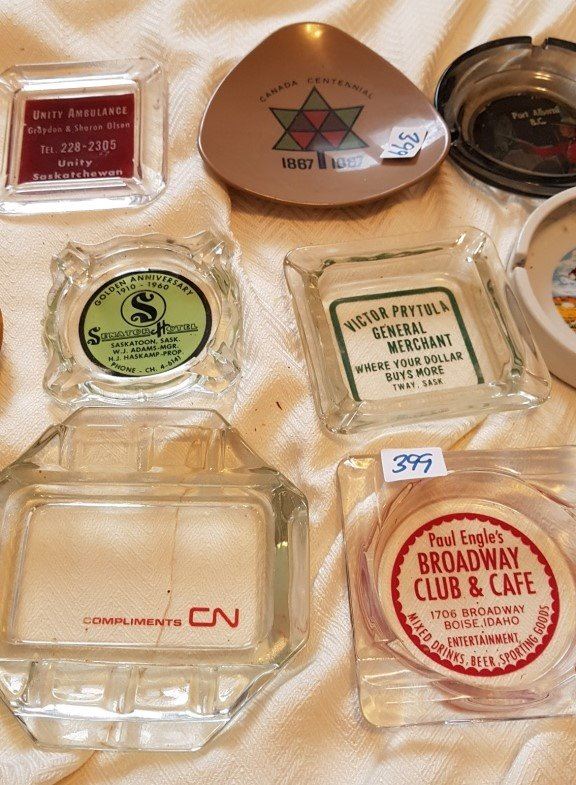 UNITY AMBULANCE
Graydon & Sharon Olsen
TEL. 228-2305
Unity
Saskatchewan
CANADA CENTENNIAL
1867 1967
399
Port Alberni
B.C.
GOLDEN ANNIVERSARY
1910 - 1960
S
SENATOR HOTEL
SASKATOON, SASK.
W.J. ADAMS-MGR.
H.J. HASKAMP-PROP.
PHONE - CH. 4-6141
VICTOR PRYTULA
GENERAL
MERCHANT
WHERE YOUR DOLLAR
BUYS MORE
TWAY, SASK.
COMPLIMENTS CN
399
Paul Engle's
BROADWAY
CLUB & CAFE
1706 BROADWAY
BOISE, IDAHO
ENTERTAINMENT,
MIXED DRINKS, BEER, SPORTING GOODS